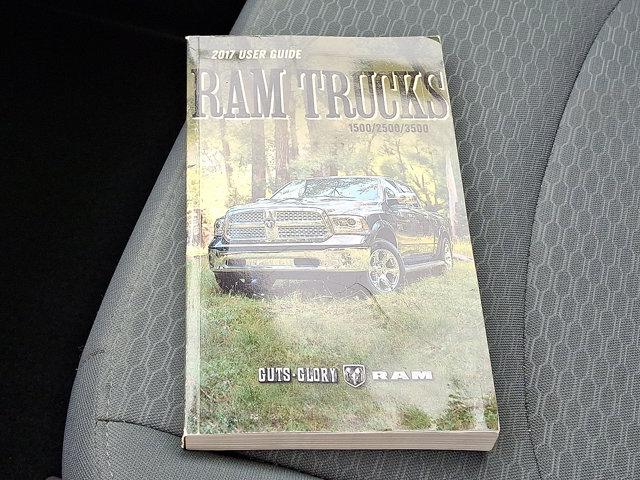 2017 USER GUIDE
RAM TRUCKS
1500/2500/3500
GUTS·GLORY RAM